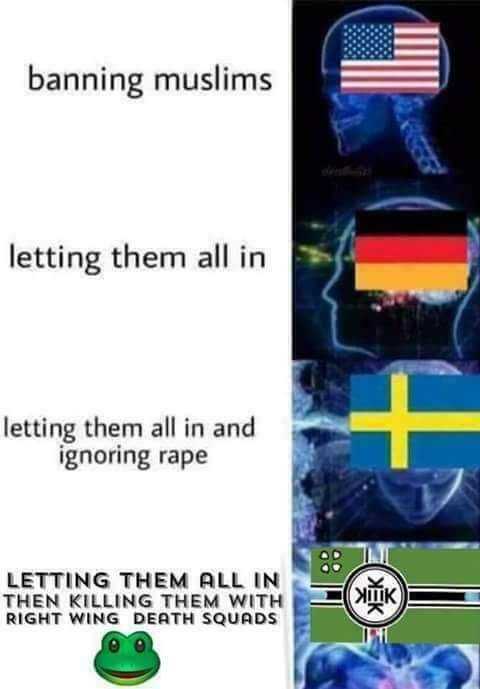 banning muslims
letting them all in
letting them all in and
ignoring rape
LETTING THEM ALL IN
THEN KILLING THEM WITH
RIGHT WING DEATH SQUADS